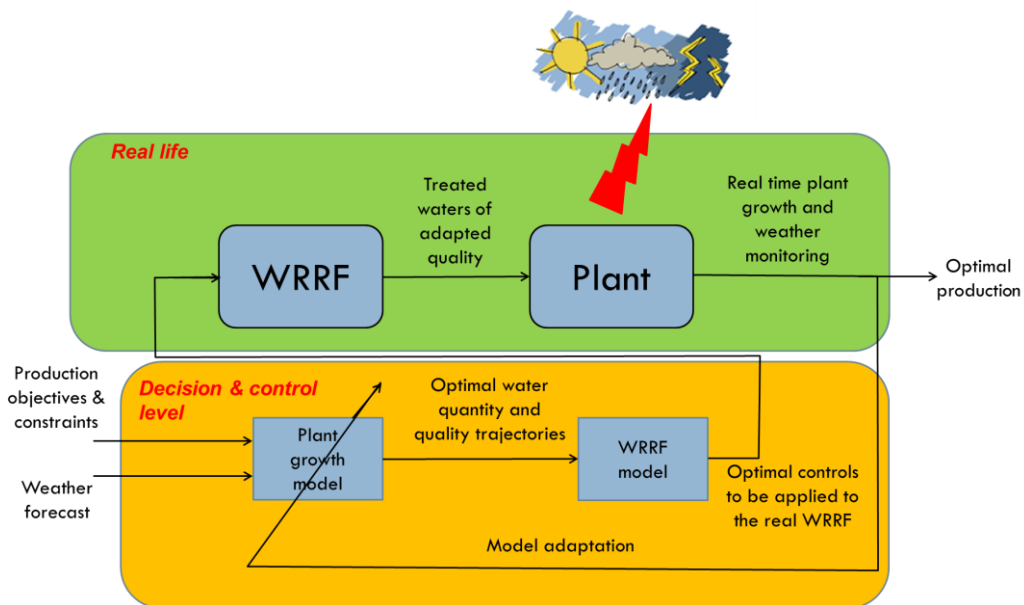 Real life
Treated
waters of
adapted
quality
Real time plant
growth and
weather
monitoring
WRRF
Plant
Optimal
production
Production
objectives &
constraints
Decision & control
level
Optimal water
quantity and
quality trajectories
Plant
growth
model
WRRF
model
Weather
forecast
Optimal controls
to be applied to
the real WRRF
Model adaptation